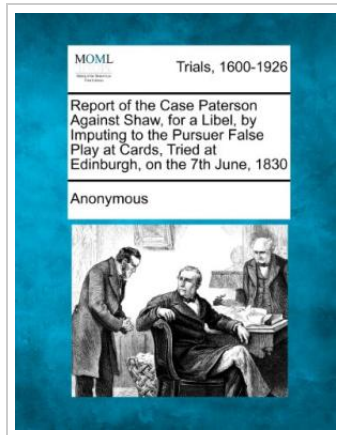 MOML
Trials, 1600-1926
Report of the Case Paterson
Against Shaw, for a Libel, by
Imputing to the Pursuer False
Play at Cards, Tried at
Edinburgh, on the 7th June, 1830
Anonymous